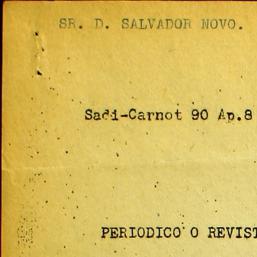 SR. D. SALVADOR NOVO.
Sadi-Carnot 90 Ap.8
PERIODICO O REVIST